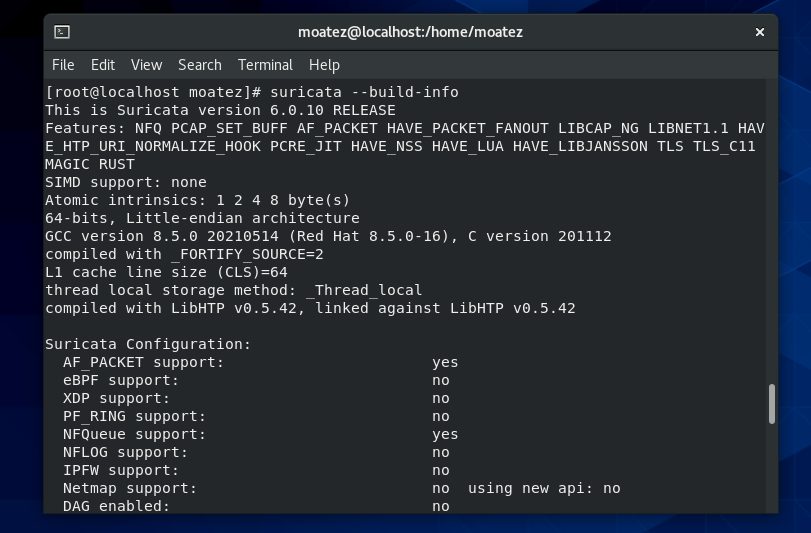 moatez@localhost:/home/moatez
File Edit View Search Terminal Help
[root@localhost moatez]# suricata --build-info
This is Suricata version 6.0.10 RELEASE
Features: NFQ PCAP_SET_BUFF AF_PACKET HAVE_PACKET_FANOUT LIBCAP_NG LIBNET1.1 HAV
E_HTP_URI_NORMALIZE_HOOK PCRE_JIT HAVE_NSS HAVE_LUA HAVE_LIBJANSSON TLS TLS_C11
MAGIC RUST
SIMD support: none
Atomic intrinsics: 1 2 4 8 byte(s)
64-bits, Little-endian architecture
GCC version 8.5.0 20210514 (Red Hat 8.5.0-16), C version 201112
compiled with _FORTIFY_SOURCE=2
L1 cache line size (CLS)=64
thread local storage method: _Thread_local
compiled with LibHTP v0.5.42, linked against LibHTP v0.5.42
Suricata Configuration:
AF_PACKET support: yes
eBPF support: no
XDP support: no
PF_RING support: no
NFQueue support: yes
NFLOG support: no
IPFW support: no
Netmap support: no using new api: no
DAG enabled: no